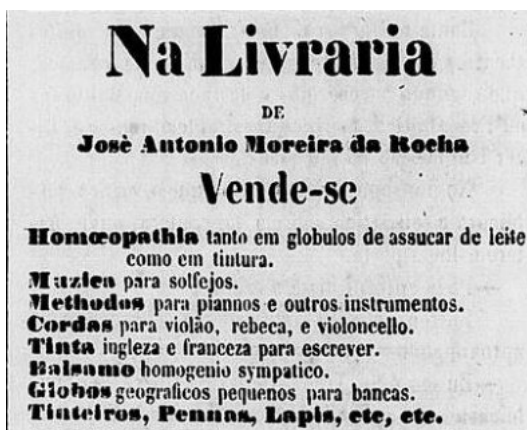 Na Livraria
DE
Josè Antonio Moreira da Rocha
Vende-se
Homœopathia tanto em globulos de assucar de leite
como em tintura.
Muzica para solfejos.
Methodos para piannos e outros instrumentos.
Cordas para violão, rebeca, e violoncello.
Tinta ingleza e franceza para escrever.
Balsamo homogenio sympatico.
Globos geograficos pequenos para bancas.
Tinteiros, Pennas, Lapis, etc, etc.